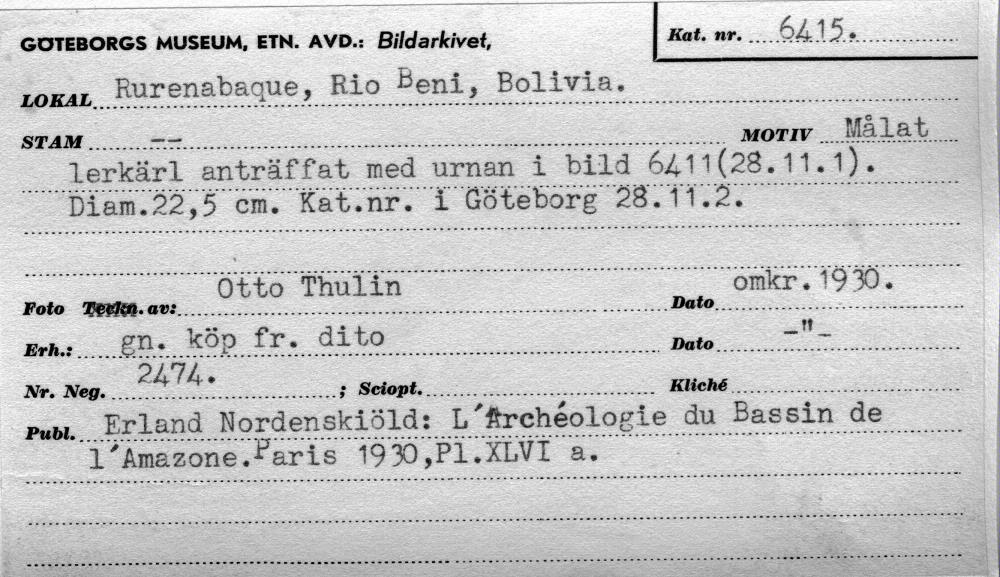 GÖTEBORGS MUSEUM, ETN. AVD.: Bildarkivet,
Kat. nr. 6415.
LOKAL Rurenabaque, Rio Beni, Bolivia.
STAM -- MOTIV Målat
lerkärl anträffat med urnan i bild 6411(28.11.1).
Diam.22,5 cm. Kat.nr. i Göteborg 28.11.2.
Foto Teckn. av: Otto Thulin Dato omkr.1930.
Erh.: gn. köp fr. dito Dato -"-
Nr. Neg. 2474. ; Sciopt. Kliché
Publ. Erland Nordenskiöld: L´Archéologie du Bassin de
l´Amazone.Paris 1930,Pl.XLVI a.